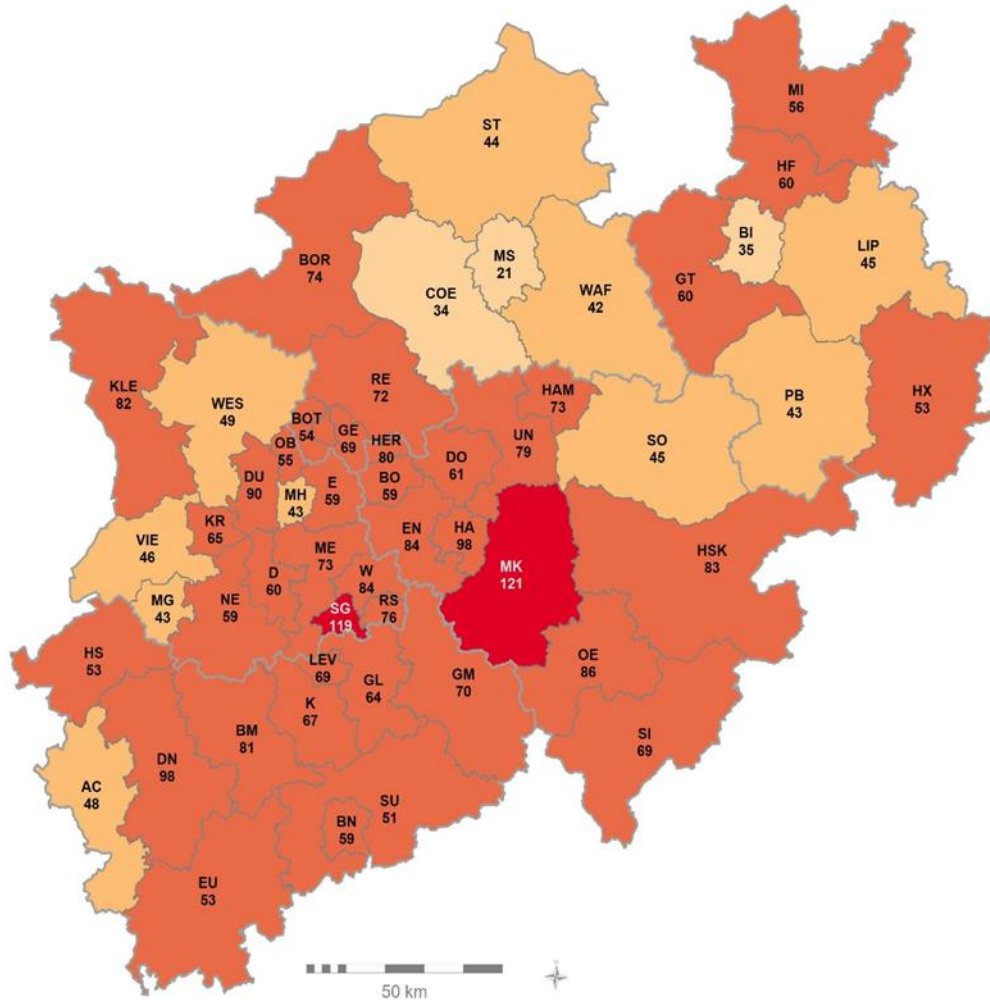 MI
56
ST
44
HF
60
BI
35
LIP
45
MS
21
BOR
74
GT
60
COE
34
WAF
42
KLE
82
RE
72
HAM
73
HX
53
PB
43
WES
49
BOT
54
GE
69
HER
80
UN
79
SO
45
OB
55
DO
61
DU
90
E
59
BO
59
MH
43
KR
65
EN
84
HA
98
VIE
46
ME
73
HSK
83
MK
121
D
60
W
84
MG
43
NE
59
RS
76
SG
119
HS
53
LEV
69
OE
86
GL
64
GM
70
K
67
BM
81
SI
69
DN
98
AC
48
SU
51
BN
59
EU
53
50 km